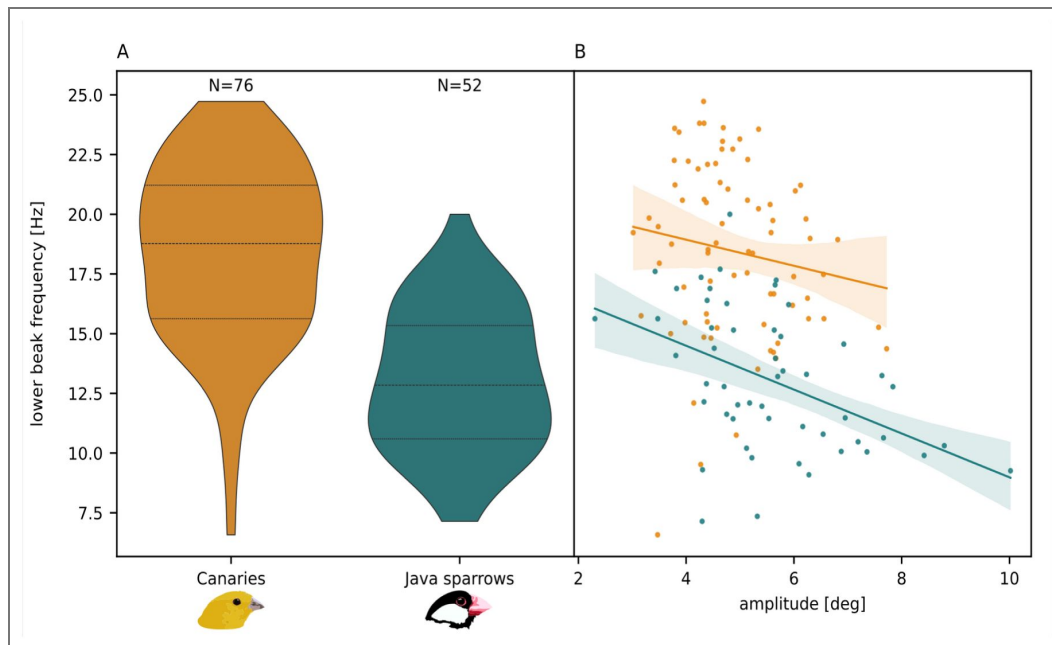 A
B
N=76
N=52
25.0
22.5
20.0
17.5
15.0
12.5
10.0
7.5
lower beak frequency [Hz]
Canaries
Java sparrows
2
4
6
8
10
amplitude [deg]